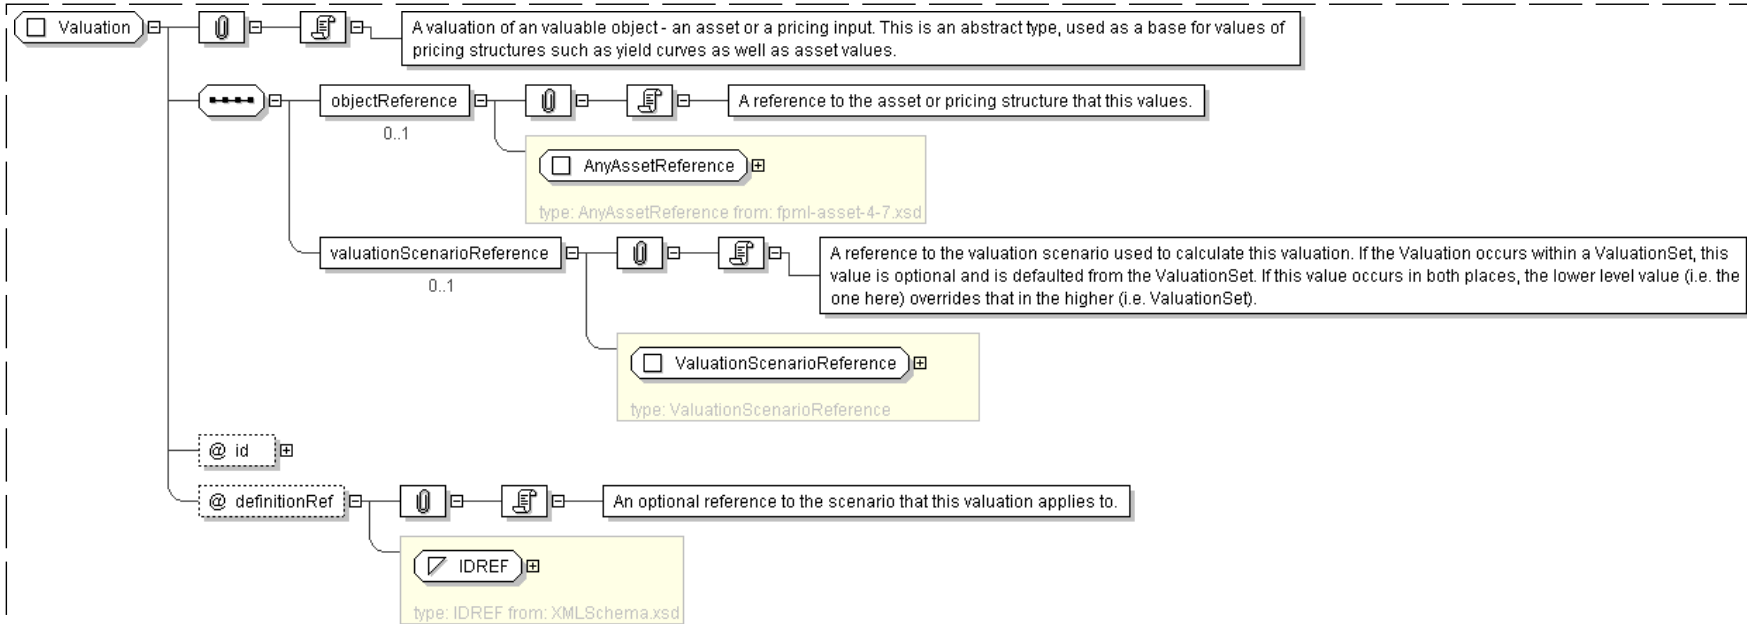 Valuation
A valuation of an valuable object - an asset or a pricing input. This is an abstract type, used as a base for values of
pricing structures such as yield curves as well as asset values.
objectReference
A reference to the asset or pricing structure that this values.
0..1
AnyAssetReference
type: AnyAssetReference from: fpml-asset-4-7.xsd
valuationScenarioReference
A reference to the valuation scenario used to calculate this valuation. If the Valuation occurs within a ValuationSet, this
value is optional and is defaulted from the ValuationSet. If this value occurs in both places, the lower level value (i.e. the
one here) overrides that in the higher (i.e. ValuationSet).
0..1
ValuationScenarioReference
type: ValuationScenarioReference
@ id
@ definitionRef
An optional reference to the scenario that this valuation applies to.
IDREF
type: IDREF from: XMLSchema.xsd